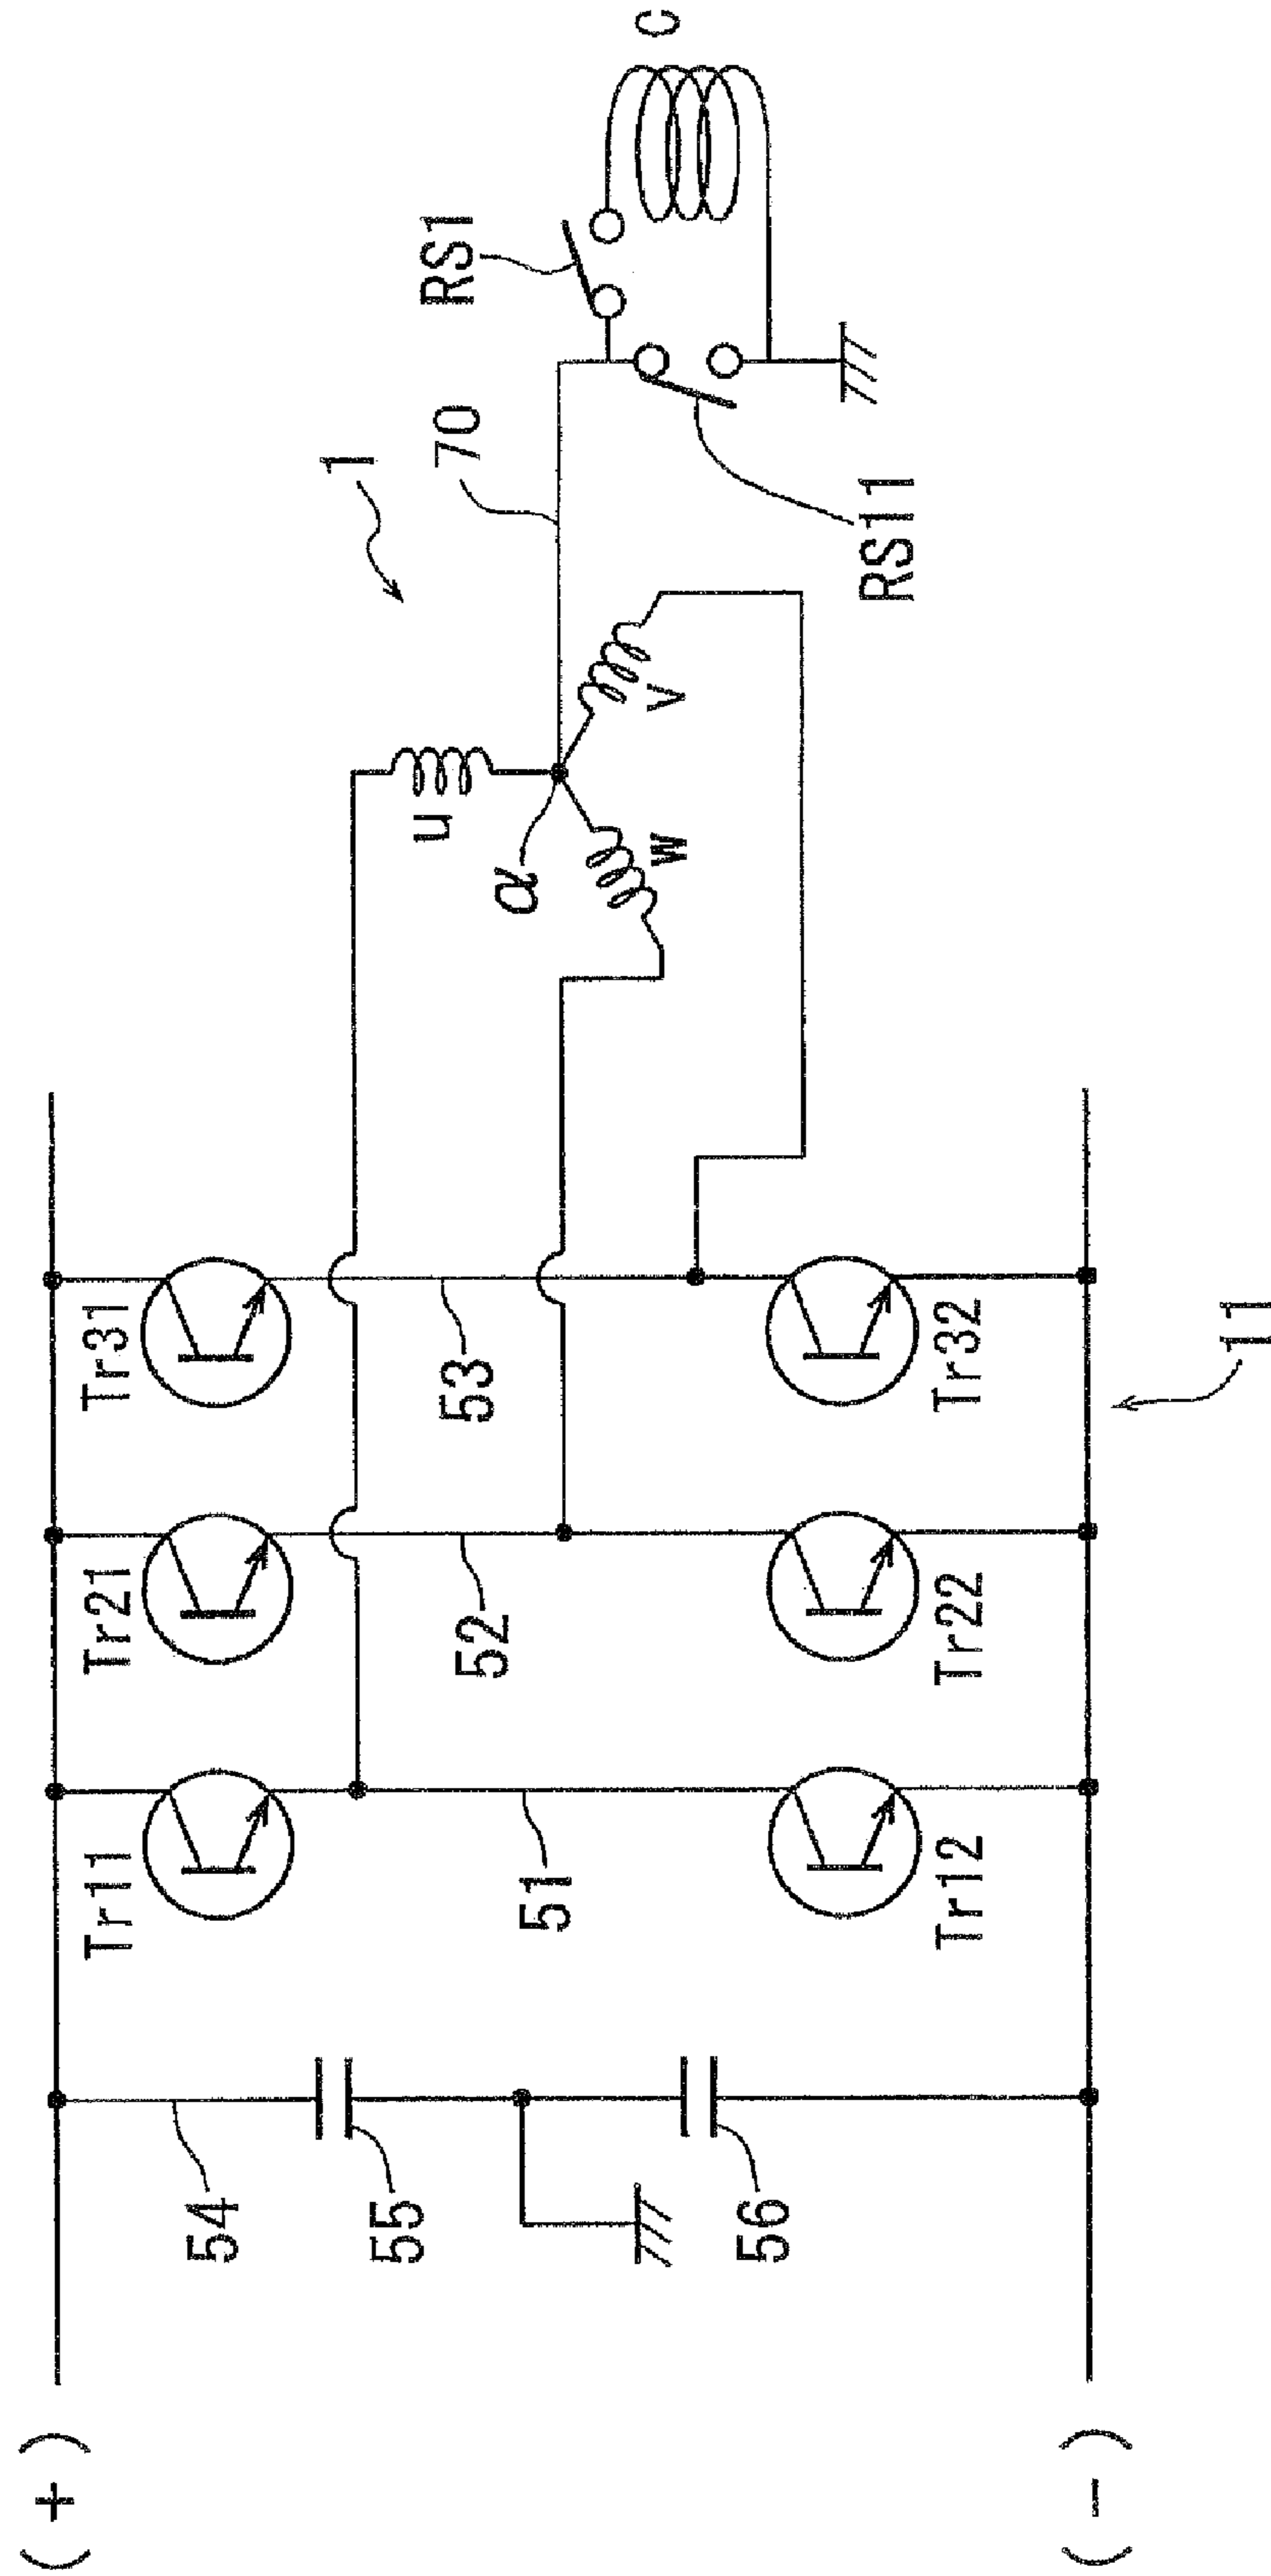 (+)
(-)
54
55
56
Tr11
Tr12
51
Tr21
Tr22
52
Tr31
Tr32
53
11
α
u
w
v
1
70
RS1
RS11
C